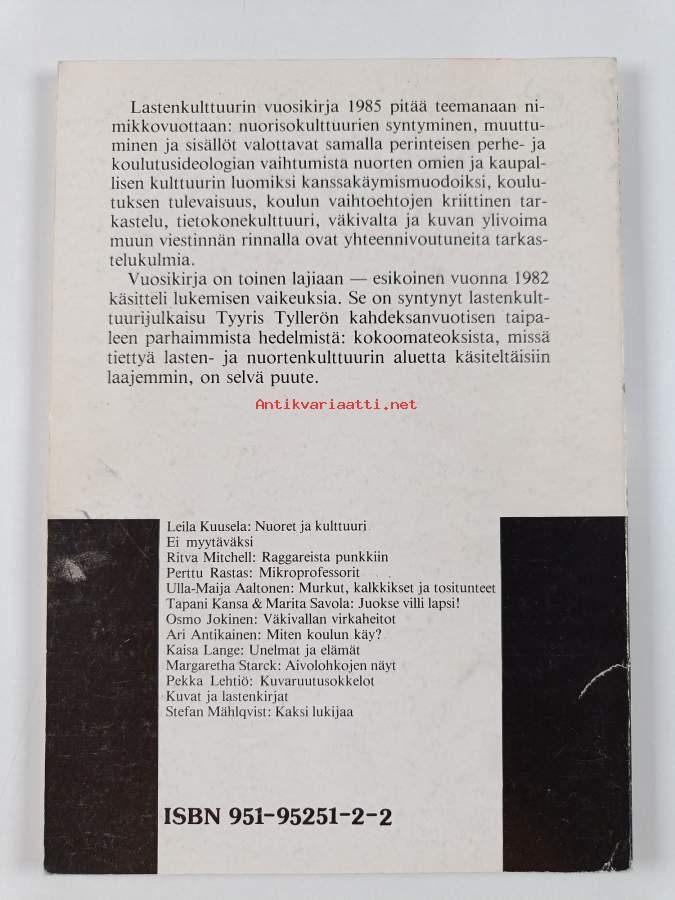 Lastenkulttuurin vuosikirja 1985 pitää teemanaan ni-
mikkovuottaan: nuorisokulttuurien syntyminen, muuttu-
minen ja sisällöt valottavat samalla perinteisen perhe- ja
koulutusideologian vaihtumista nuorten omien ja kaupal-
lisen kulttuurin luomiksi kanssakäymismuodoiksi, koulu-
tuksen tulevaisuus, koulun vaihtoehtojen kriittinen tar-
kastelu, tietokonekulttuuri, väkivalta ja kuvan ylivoima
muun viestinnän rinnalla ovat yhteennivoutuneita tarkas-
telukulmia.
Vuosikirja on toinen lajiaan — esikoinen vuonna 1982
käsitteli lukemisen vaikeuksia. Se on syntynyt lastenkult-
tuurijulkaisu Tyyris Tyllerön kahdeksanvuotisen taipa-
leen parhaimmista hedelmistä: kokoomateoksista, missä
tiettyä lasten- ja nuortenkulttuurin aluetta käsiteltäisiin
laajemmin, on selvä puute.
Antikvariaatti.net
Leila Kuusela: Nuoret ja kulttuuri
Ei myytäväksi
Ritva Mitchell: Raggareista punkkiin
Perttu Rastas: Mikroprofessorit
Ulla-Maija Aaltonen: Murkut, kalkkikset ja tositunteet
Tapani Kansa & Marita Savola: Juokse villi lapsi!
Osmo Jokinen: Väkivallan virkaheitot
Ari Antikainen: Miten koulun käy?
Kaisa Lange: Unelmat ja elämät
Margaretha Starck: Aivolohkojen näyt
Pekka Lehtiö: Kuvaruutusokkelot
Kuvat ja lastenkirjat
Stefan Mählqvist: Kaksi lukijaa
ISBN 951-95251-2-2